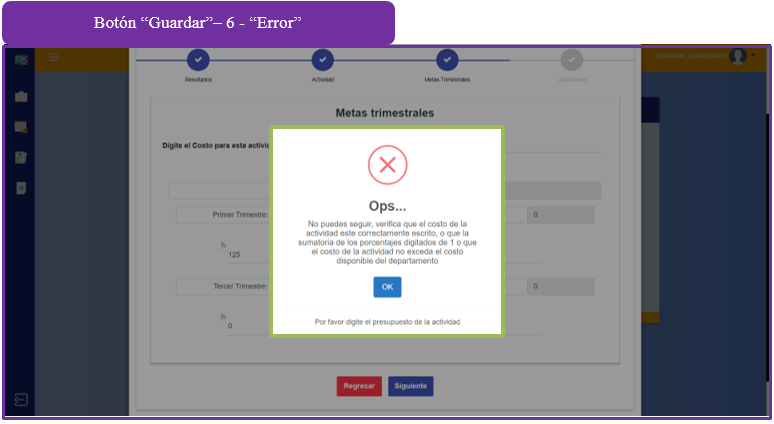 Botón “Guardar”– 6 - “Error”
Resultados
Actividad
Metas Trimestrales
Metas trimestrales
Digite el Costo para esta activid
Primer Trimestre:
0
125
Tercer Trimestre:
0
0
Ops...
No puedes seguir, verifica que el costo de la
actividad este correctamente escrito, o que la
sumatoria de los porcentajes digitados de 1 o que
el costo de la actividad no exceda el costo
disponible del departamento
OK
Por favor digite el presupuesto de la actividad
Regresar
Siguiente